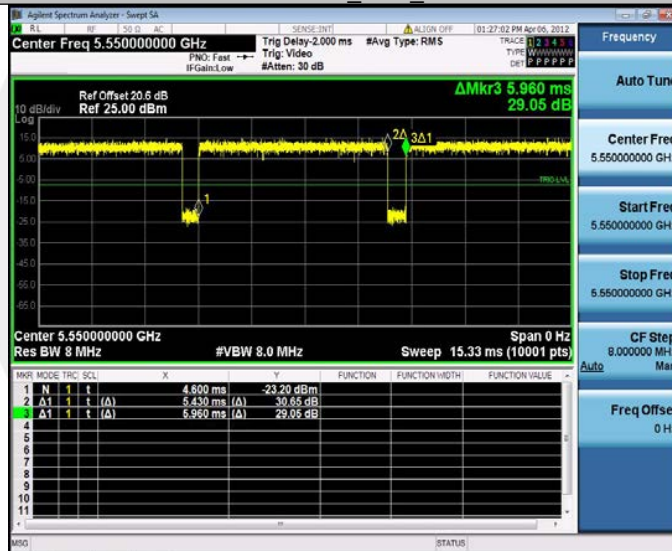 Agilent Spectrum Analyzer - Swept SA
RL RF 50 Ω AC SENSE:INT ALIGN OFF 01:27:02 PM Apr 06, 2012
Center Freq 5.550000000 GHz
PNO: Fast
IFGain:Low
Trig Delay-2.000 ms
Trig: Video
#Atten: 30 dB
#Avg Type: RMS
TRACE 1 2 3 4 5 6
TYPE WWWWWW
DET P P P P P P
Ref Offset 20.6 dB
10 dB/div Ref 25.00 dBm
Log
ΔMkr3 5.960 ms
29.05 dB
15.0
5.00
-5.00
-15.0
-25.0
-35.0
-45.0
-55.0
-65.0
2Δ 3Δ1
1
TRIG LVL
Center 5.550000000 GHz Span 0 Hz
Res BW 8 MHz #VBW 8.0 MHz Sweep 15.33 ms (10001 pts)
MKR MODE TRC SCL X Y FUNCTION FUNCTION WIDTH FUNCTION VALUE
1 N 1 t 4.600 ms -23.20 dBm
2 Δ1 1 t (Δ) 5.430 ms (Δ) 30.65 dB
3 Δ1 1 t (Δ) 5.960 ms (Δ) 29.05 dB
4
5
6
7
8
9
10
11
MSG STATUS
Frequency
Auto Tune
Center Freq
5.550000000 GH
Start Freq
5.550000000 GH
Stop Freq
5.550000000 GH
CF Step
8.000000 MH
Auto Man
Freq Offse
0 H